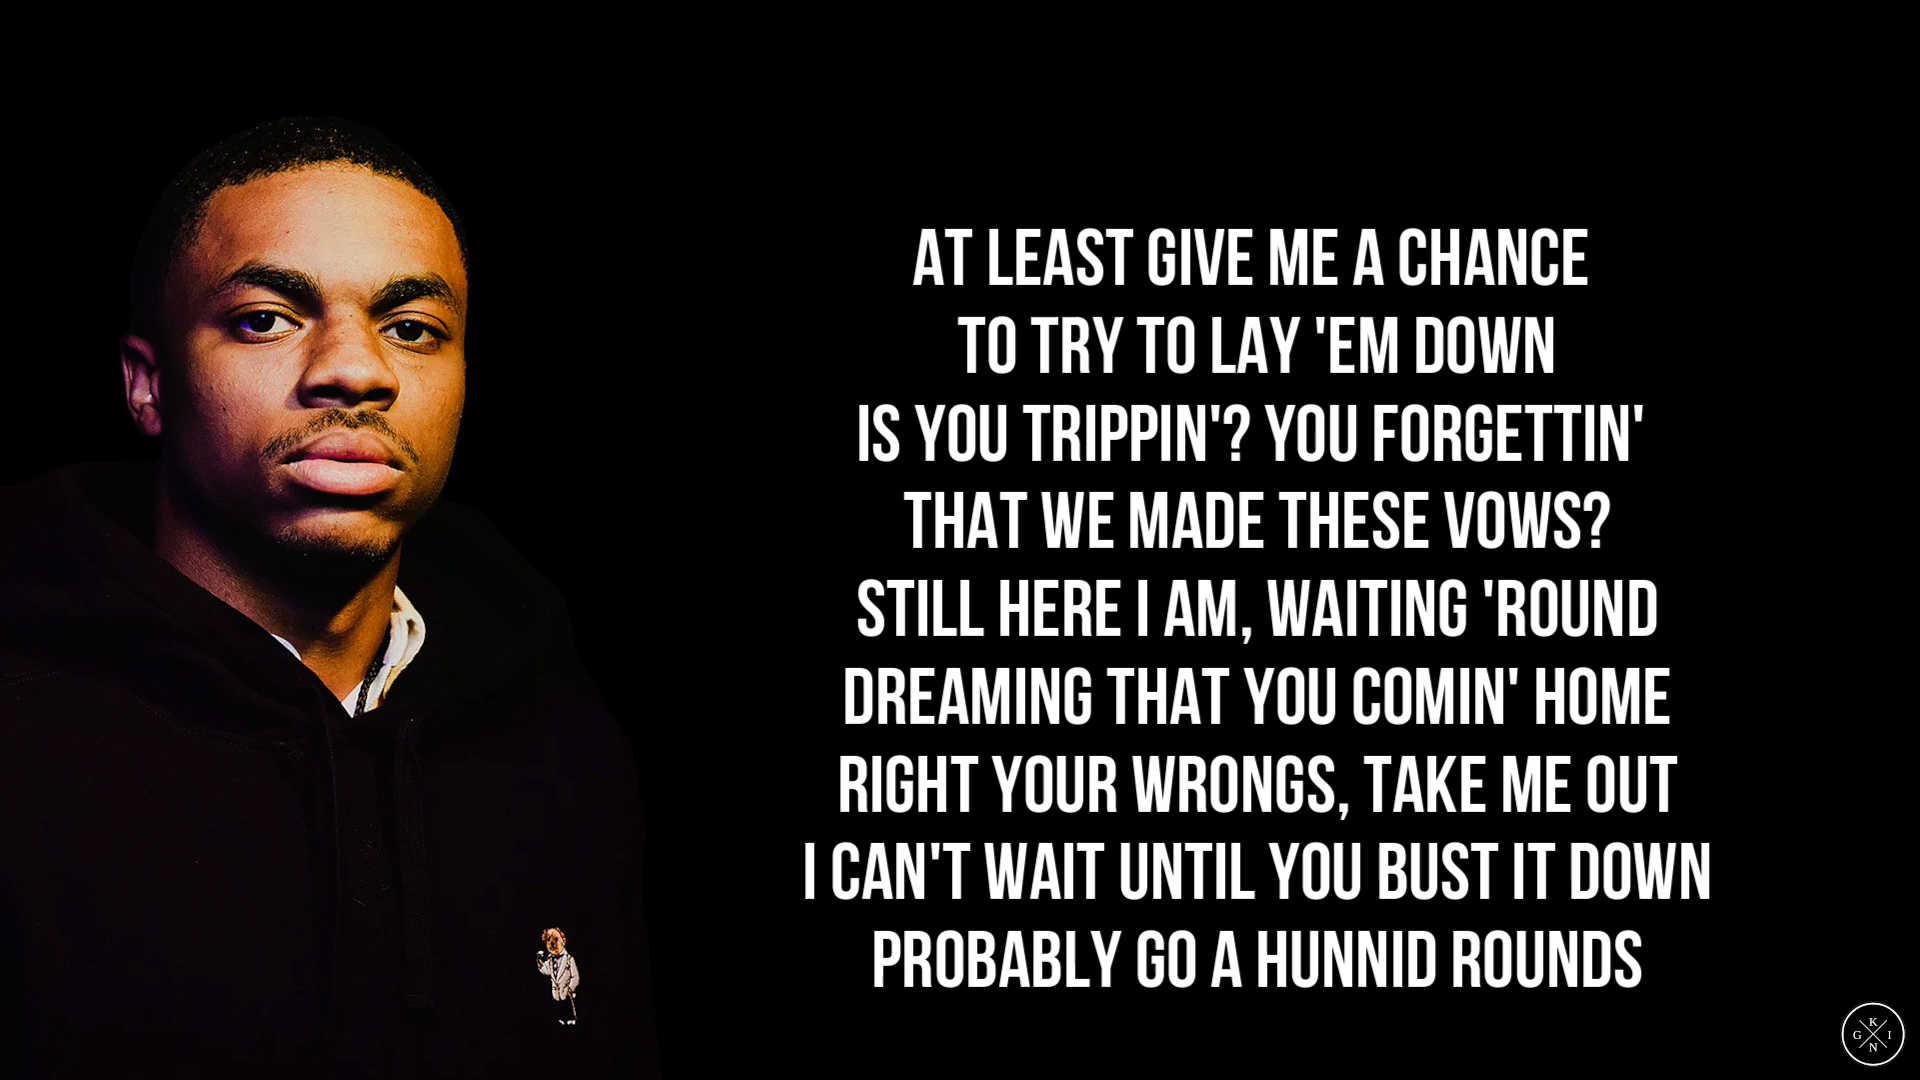 AT LEAST GIVE ME A CHANCE
TO TRY TO LAY 'EM DOWN
IS YOU TRIPPIN'? YOU FORGETTIN'
THAT WE MADE THESE VOWS?
STILL HERE I AM, WAITING 'ROUND
DREAMING THAT YOU COMIN' HOME
RIGHT YOUR WRONGS, TAKE ME OUT
I CAN'T WAIT UNTIL YOU BUST IT DOWN
PROBABLY GO A HUNNID ROUNDS
K
G I
N